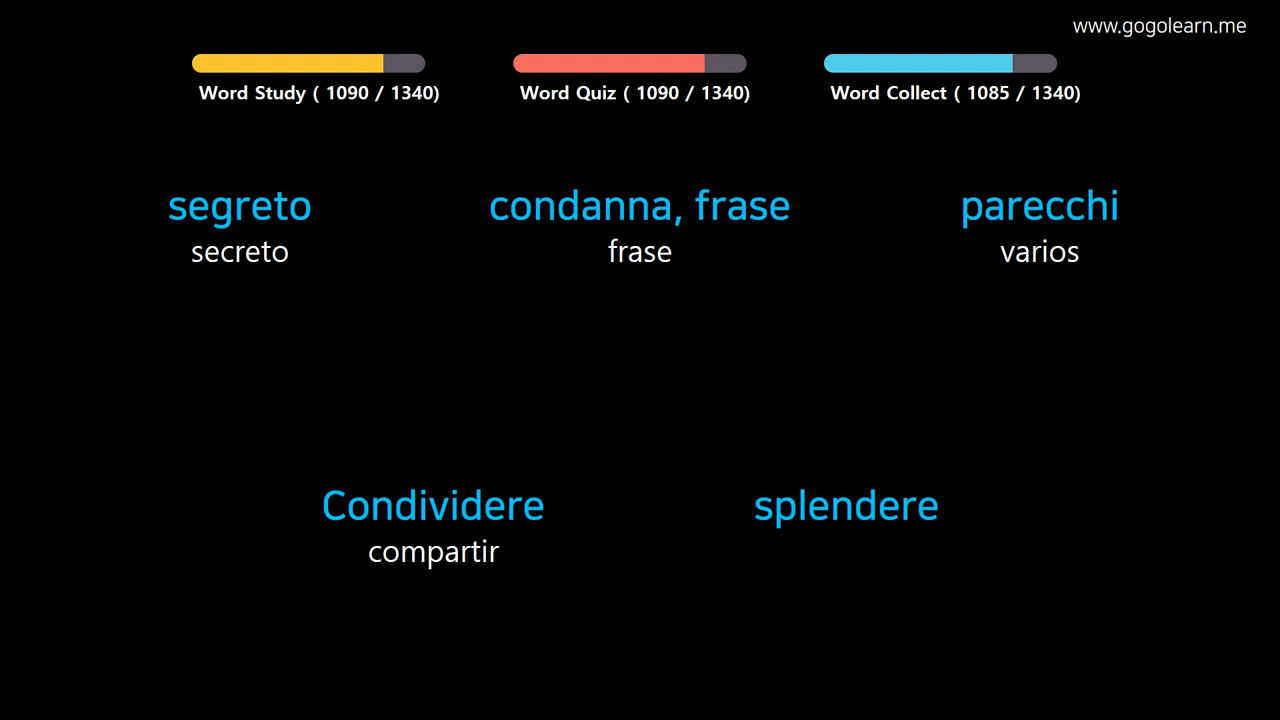 www.gogolearn.me
Word Study ( 1090 / 1340)
Word Quiz ( 1090 / 1340)
Word Collect ( 1085 / 1340)
segreto
secreto
condanna, frase
frase
parecchi
varios
Condividere
compartir
splendere